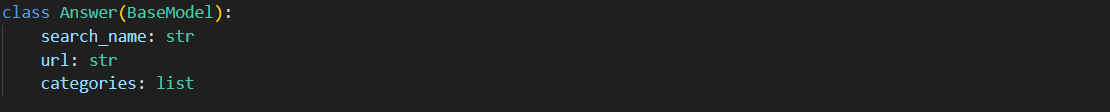 class Answer(BaseModel):
    search_name: str
    url: str
    categories: list